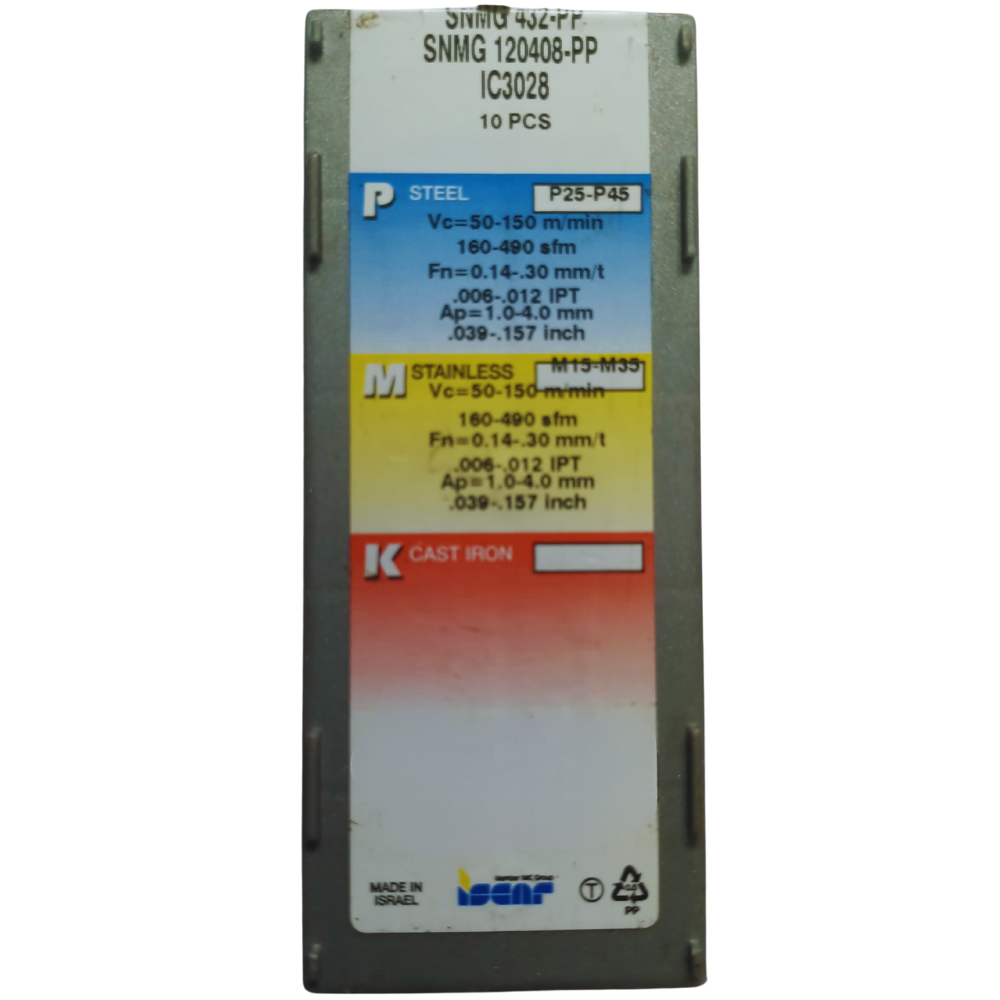 SNMG 432-PP
SNMG 120408-PP
IC3028
10 PCS
P STEEL P25-P45
Vc=50-150 m/min
160-490 sfm
Fn=0.14-.30 mm/t
.006-.012 IPT
Ap=1.0-4.0 mm
.039-.157 inch
M STAINLESS M15-M35
Vc=50-150 m/min
160-490 sfm
Fn=0.14-.30 mm/t
.006-.012 IPT
Ap=1.0-4.0 mm
.039-.157 inch
K CAST IRON
MADE IN
ISRAEL
Member IMC Group
iscar
T
PP